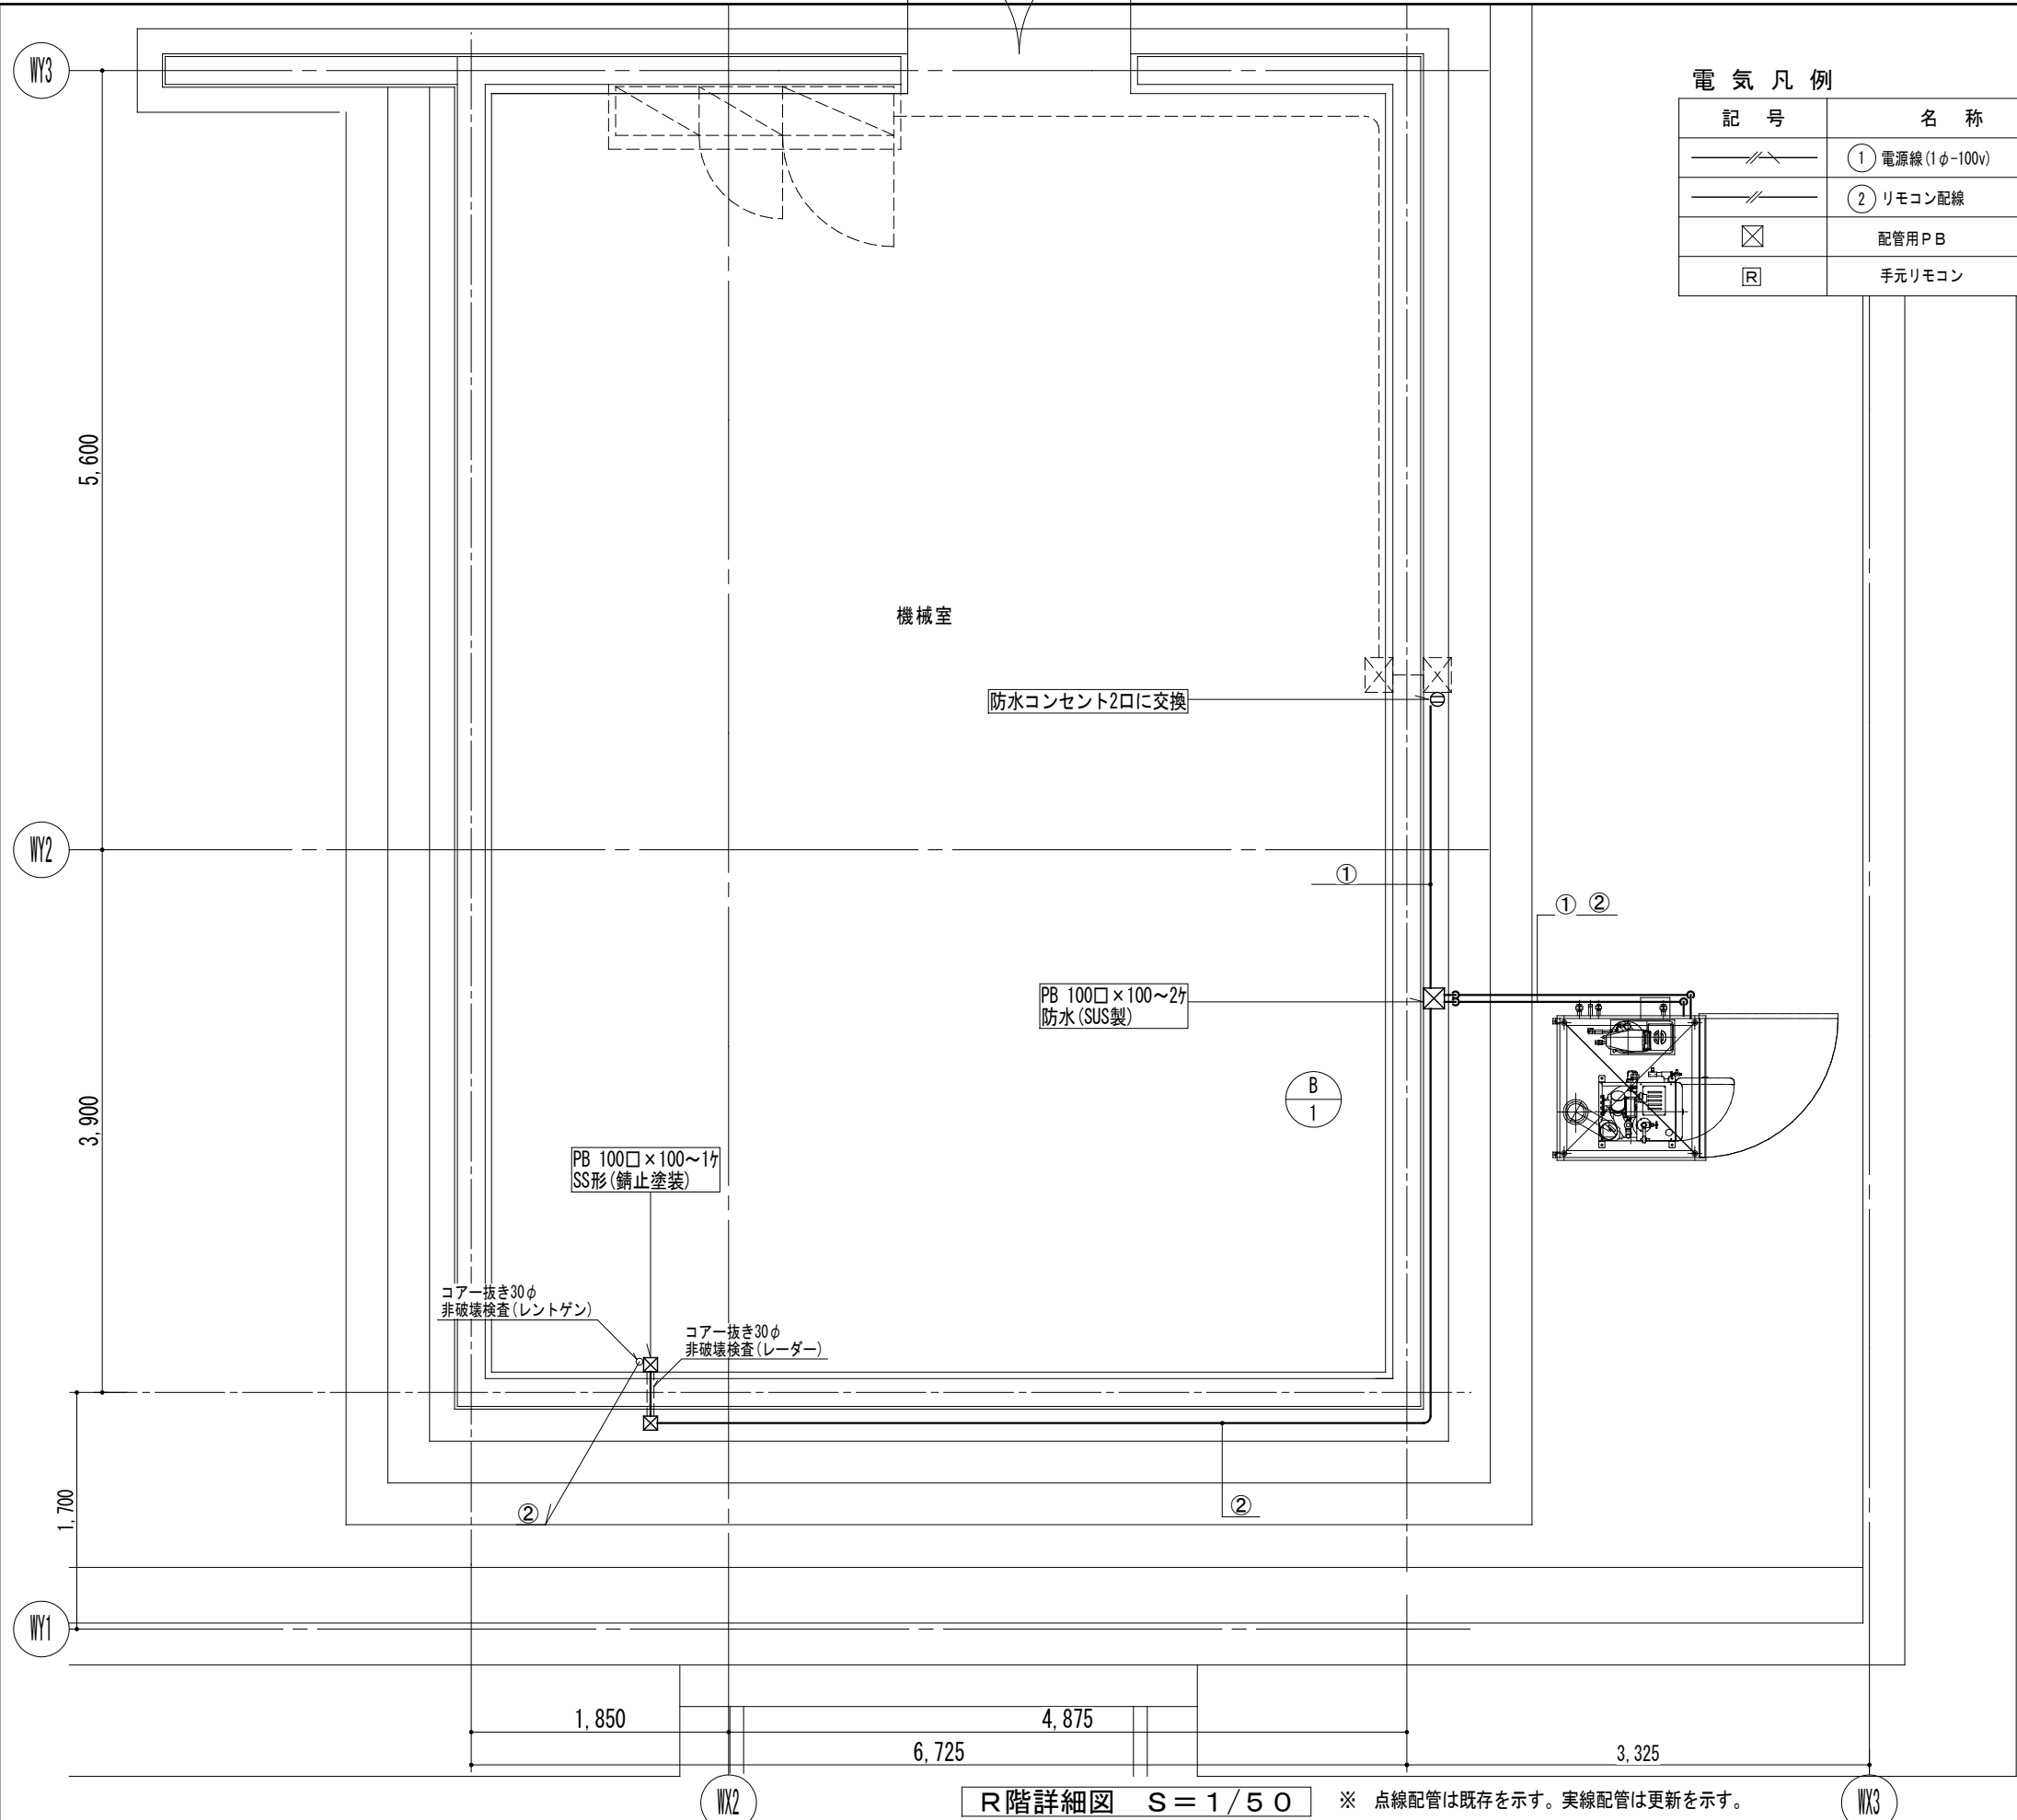 WY3
電気凡例
記号 名称
① 電源線(1φ-100v)
② リモコン配線
配管用PB
R 手元リモコン
5,600
機械室
防水コンセント2口に交換
WY2
①
① ②
PB 100□×100～2ケ
防水(SUS製)
B
1
3,900
PB 100□×100～1ケ
SS形(錆止塗装)
コアー抜き30φ
非破壊検査(レントゲン)
コアー抜き30φ
非破壊検査(レーダー)
②
②
1,700
WY1
1,850
4,875
6,725
3,325
WX2
R階詳細図 S=1/50
※ 点線配管は既存を示す。実線配管は更新を示す。
WX3